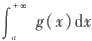 ∫_a^{+∞} g(x)dx